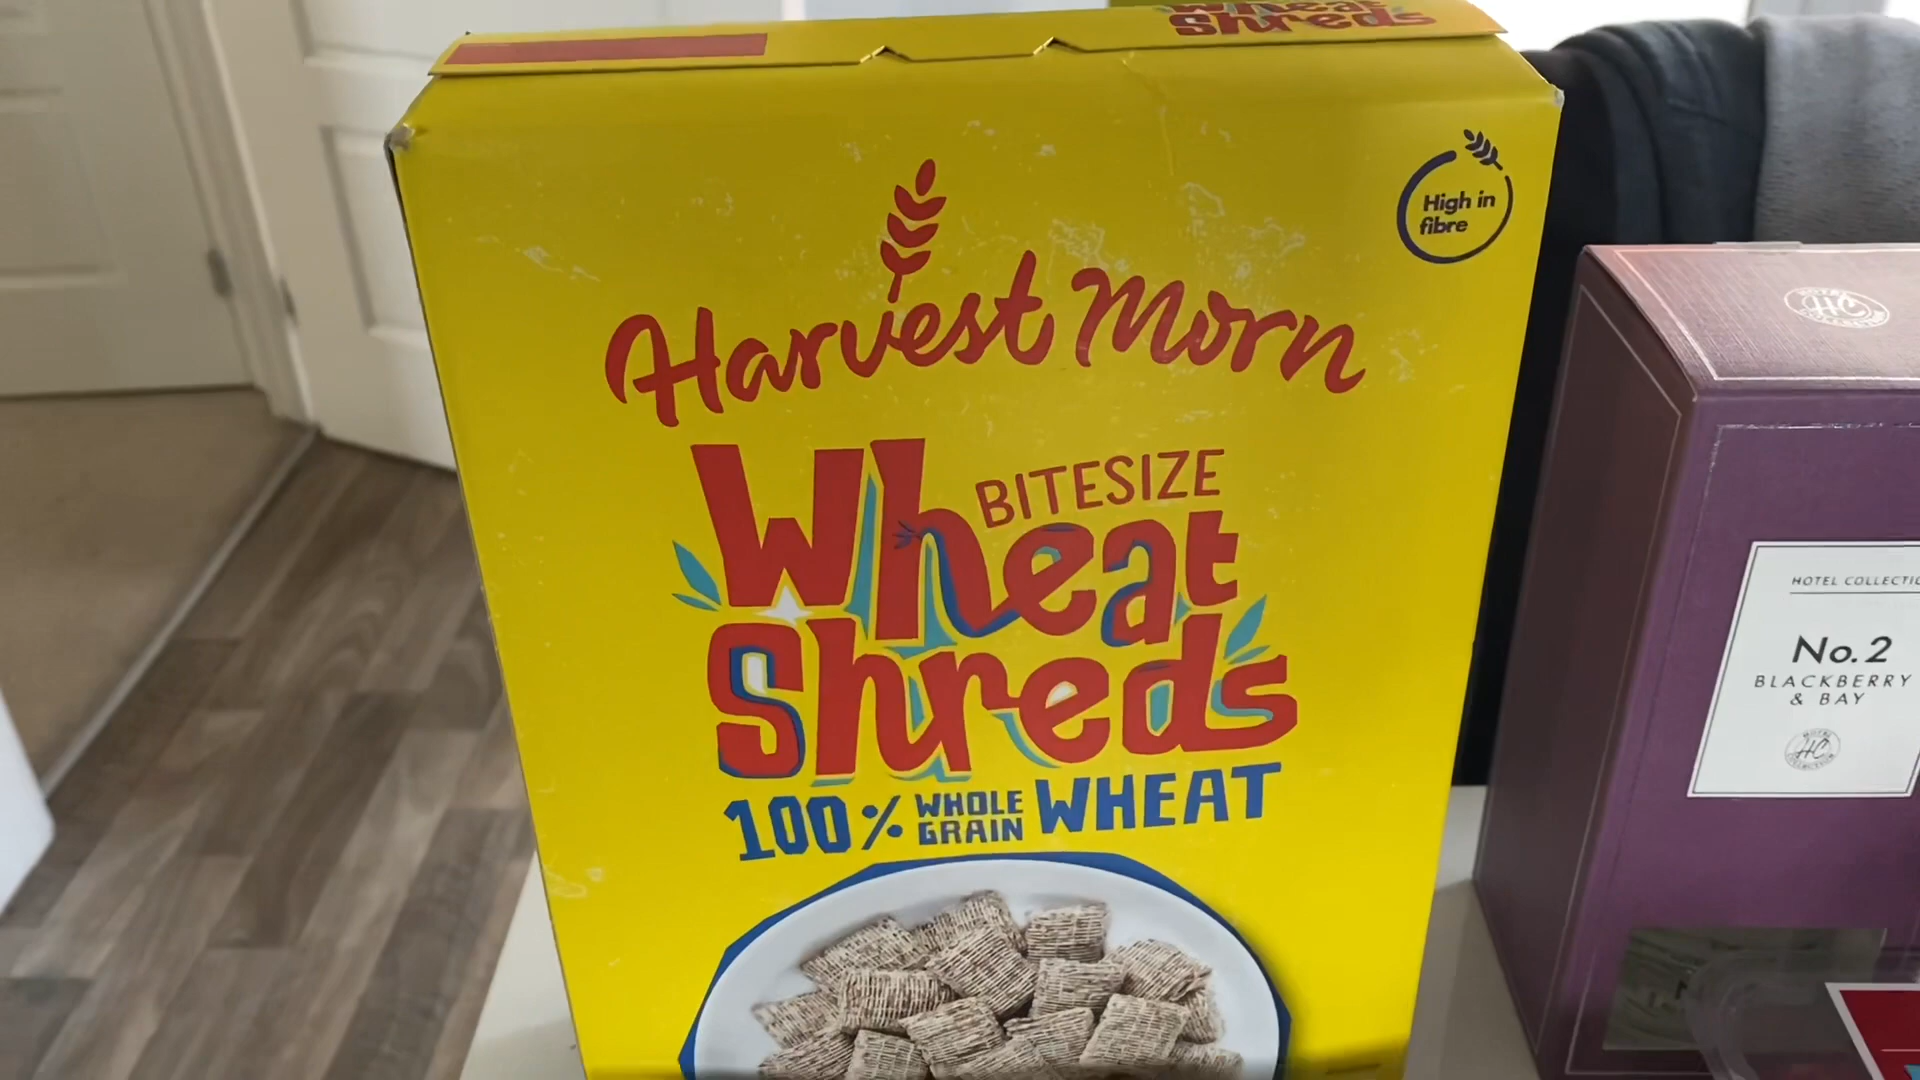 Wheat
Shreds
High in
fibre
Harvest Morn
BITESIZE
Wheat
Shreds
100% WHOLE GRAIN WHEAT
HOTEL COLLECTIO
No.2
BLACKBERRY
& BAY
HC